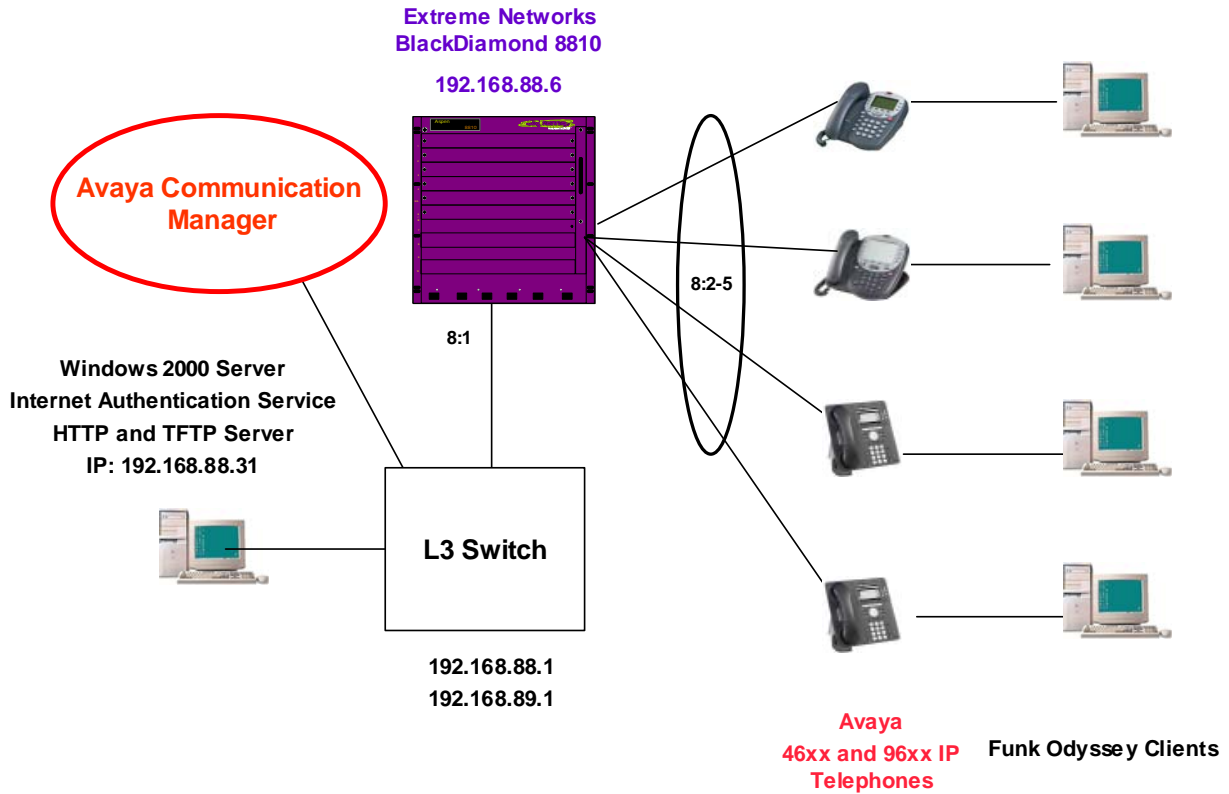 Extreme Networks
BlackDiamond 8810
192.168.88.6
Avaya Communication
Manager
8:2-5
8:1
Windows 2000 Server
Internet Authentication Service
HTTP and TFTP Server
IP: 192.168.88.31
L3 Switch
192.168.88.1
192.168.89.1
Avaya
46xx and 96xx IP
Telephones
Funk Odyssey Clients